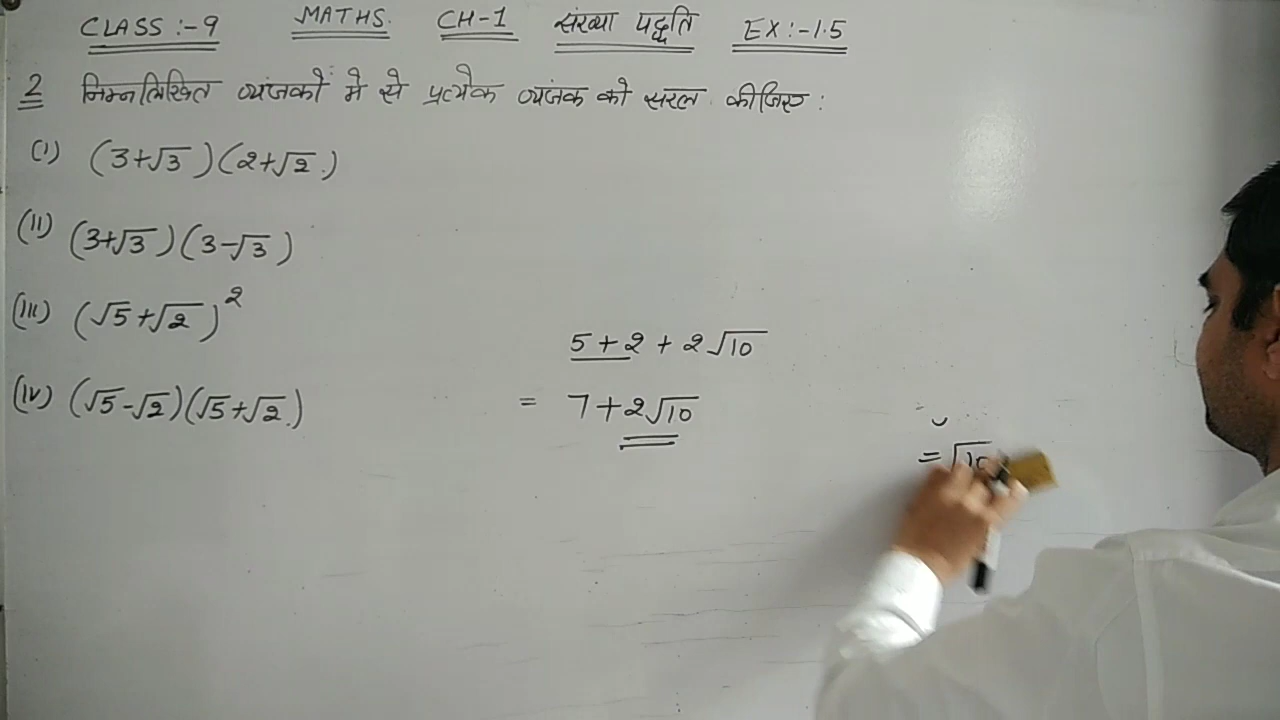 CLASS :- 9 MATHS. CH-1 संख्या पद्धति EX :- 1.5
2 निम्नलिखित व्यंजकों में से प्रत्येक व्यंजक को सरल कीजिए :
(I) (3+√3)(2+√2.)
(II) (3+√3)(3-√3)
(III) (√5+√2)²
(IV) (√5-√2)(√5+√2.)
5 + 2 + 2√10
= 7 + 2√10
= √10